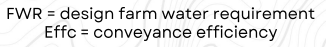 FWR = design farm water requirement
Effc = conveyance efficiency